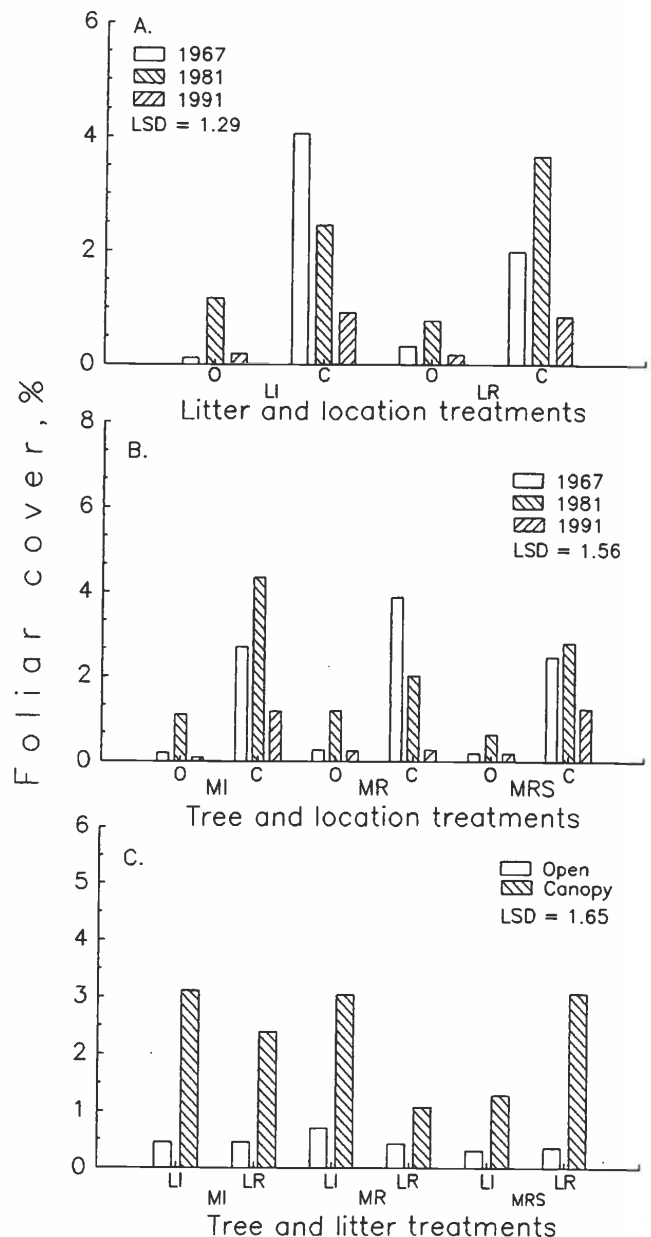 Foliar cover, %
6
A.
1967
1981
1991
LSD = 1.29
4
2
0
O C O C
LI LR
Litter and location treatments
8
B.
1967
1981
1991
LSD = 1.56
6
4
2
0
O C O C O C
MI MR MRS
Tree and location treatments
6
C.
Open
Canopy
LSD = 1.65
5
4
3
2
1
0
LI LR LI LR LI LR
MI MR MRS
Tree and litter treatments